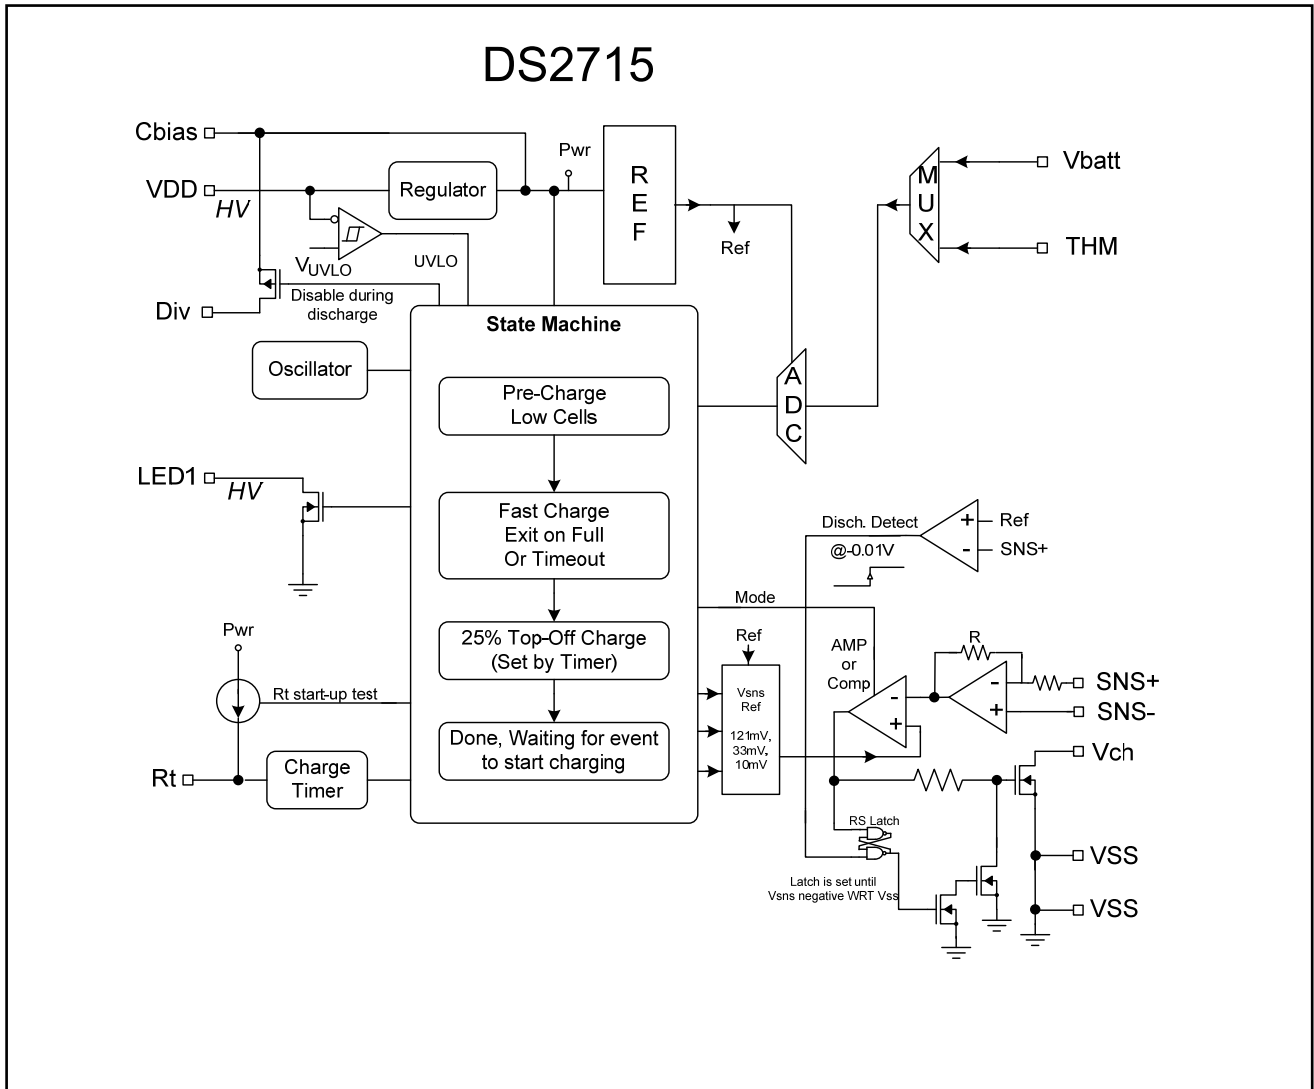 DS2715
Cbias
VDD
HV
Regulator
Pwr
R
E
F
Ref
M
U
X
Vbatt
THM
VUVLO
UVLO
Div
Disable during
discharge
Oscillator
State Machine
Pre-Charge
Low Cells
A
D
C
LED1
HV
Fast Charge
Exit on Full
Or Timeout
Disch. Detect
@-0.01V
+
-
Ref
SNS+
Mode
Pwr
Rt start-up test
25% Top-Off Charge
(Set by Timer)
Ref
Vsns
Ref
121mV,
33mV,
10mV
AMP
or
Comp
-
+
R
-
+
SNS+
SNS-
Done, Waiting for event
to start charging
Rt
Charge
Timer
Vch
RS Latch
VSS
Latch is set until
Vsns negative WRT Vss
VSS